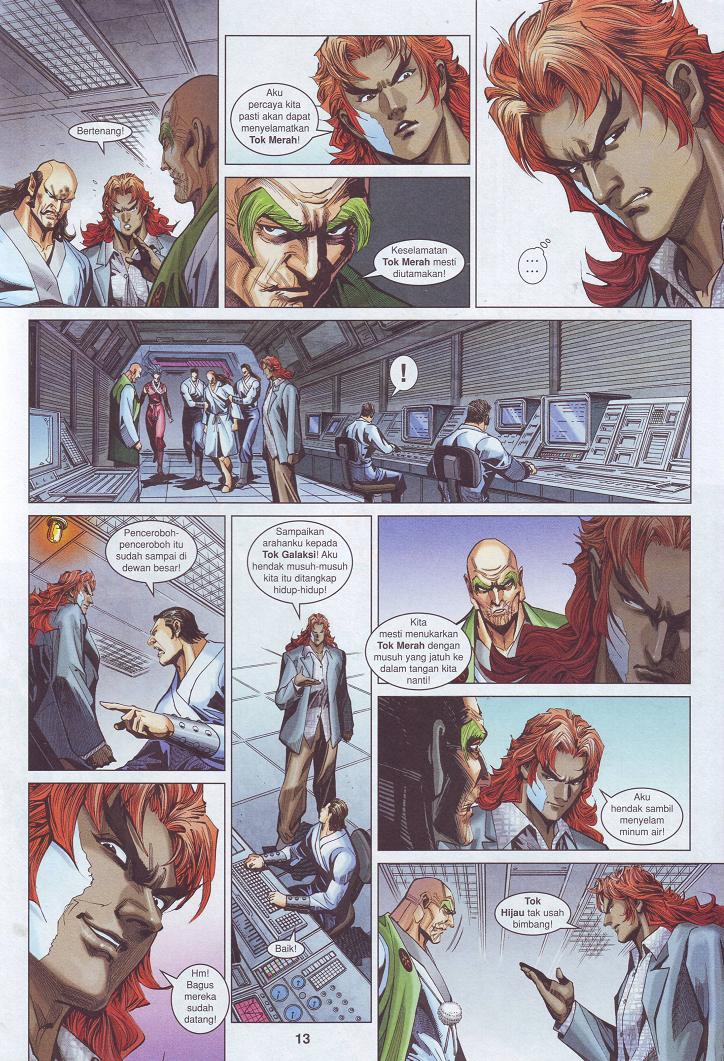 Bertenang!
Aku
percaya kita
pasti akan dapat
menyelamatkan
Tok Merah!
Keselamatan
Tok Merah mesti
diutamakan!
...
...
!
Penceroboh-
penceroboh itu
sudah sampai di
dewan besar!
Sampaikan
arahanku kepada
Tok Galaksi! Aku
hendak musuh-musuh
kita itu ditangkap
hidup-hidup!
Baik!
Kita
mesti menukarkan
Tok Merah dengan
musuh yang jatuh ke
dalam tangan kita
nanti!
Aku
hendak sambil
menyelam
minum air!
Hm!
Bagus
mereka
sudah
datang!
Tok
Hijau tak usah
bimbang!
13